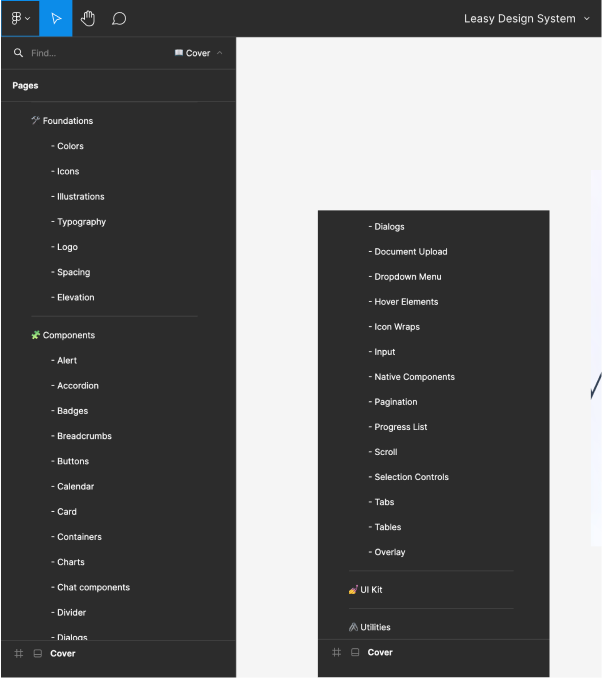 Leasy Design System
Find...
Cover
Pages
Foundations
- Colors
- Icons
- Illustrations
- Typography
- Logo
- Spacing
- Elevation
Components
- Alert
- Accordion
- Badges
- Breadcrumbs
- Buttons
- Calendar
- Card
- Containers
- Charts
- Chat components
- Divider
- Dialogs
Cover
- Dialogs
- Document Upload
- Dropdown Menu
- Hover Elements
- Icon Wraps
- Input
- Native Components
- Pagination
- Progress List
- Scroll
- Selection Controls
- Tabs
- Tables
- Overlay
UI Kit
Utilities
Cover